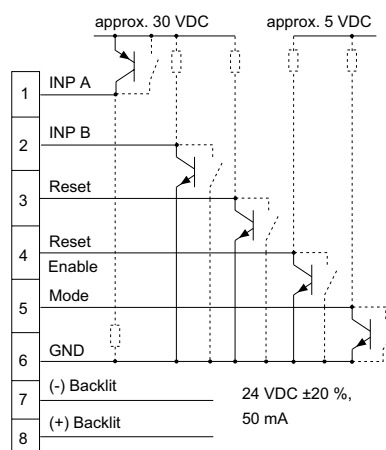 approx. 30 VDC
approx. 5 VDC
1
INP A
2
INP B
3
Reset
4
Reset
Enable
5
Mode
6
GND
7
(-) Backlit
8
(+) Backlit
24 VDC ±20 %,
50 mA